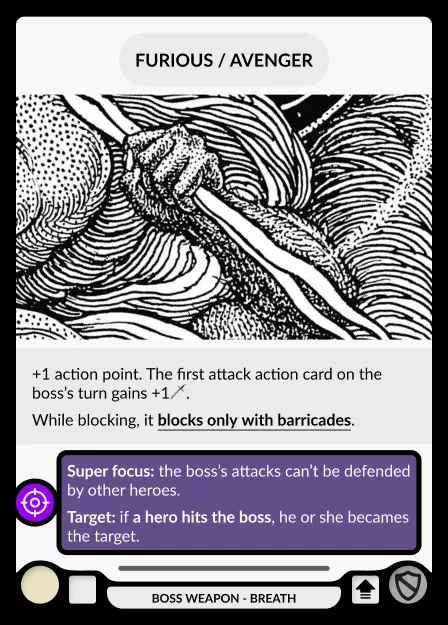 FURIOUS / AVENGER
+1 action point. The first attack action card on the
boss's turn gains +1.
While blocking, it blocks only with barricades.
Super focus: the boss's attacks can't be defended
by other heroes.
Target: if a hero hits the boss, he or she becames
the target.
BOSS WEAPON - BREATH